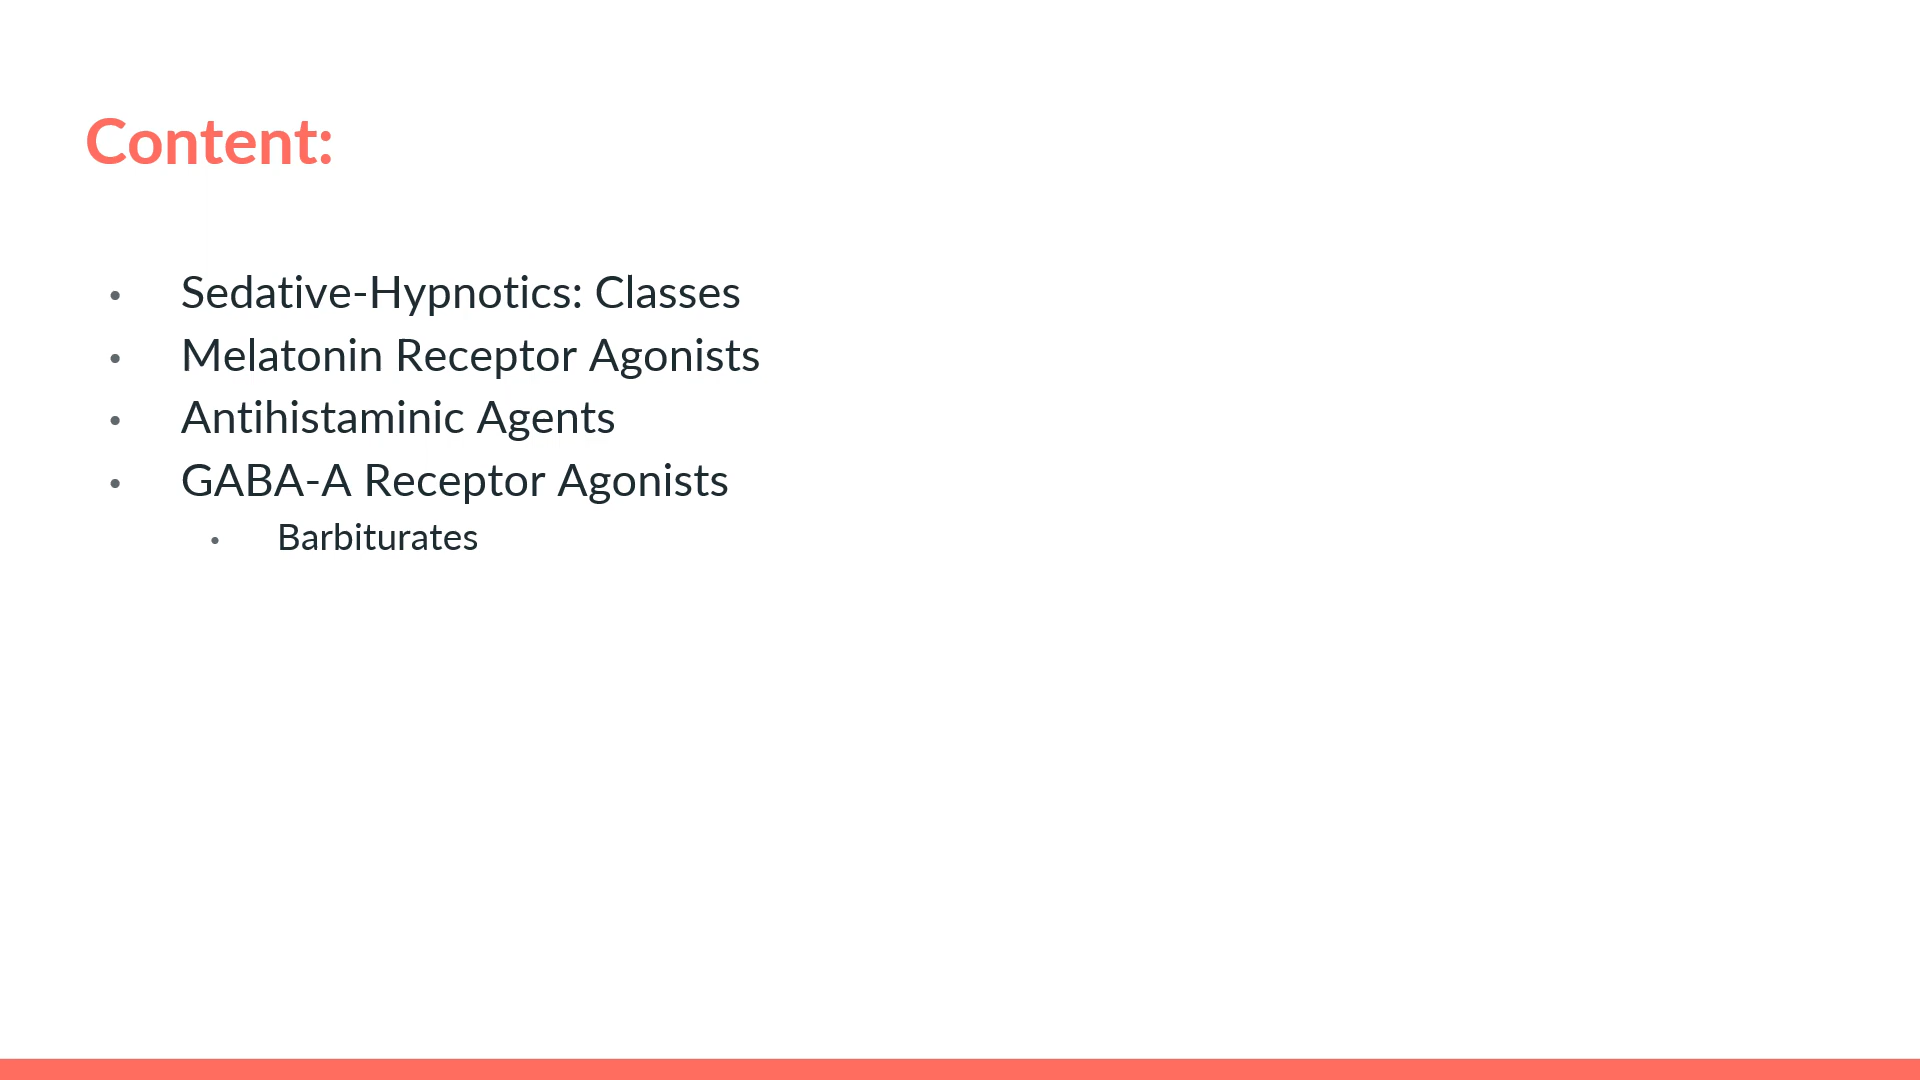 Content:
• Sedative-Hypnotics: Classes
• Melatonin Receptor Agonists
• Antihistaminic Agents
• GABA-A Receptor Agonists
• Barbiturates